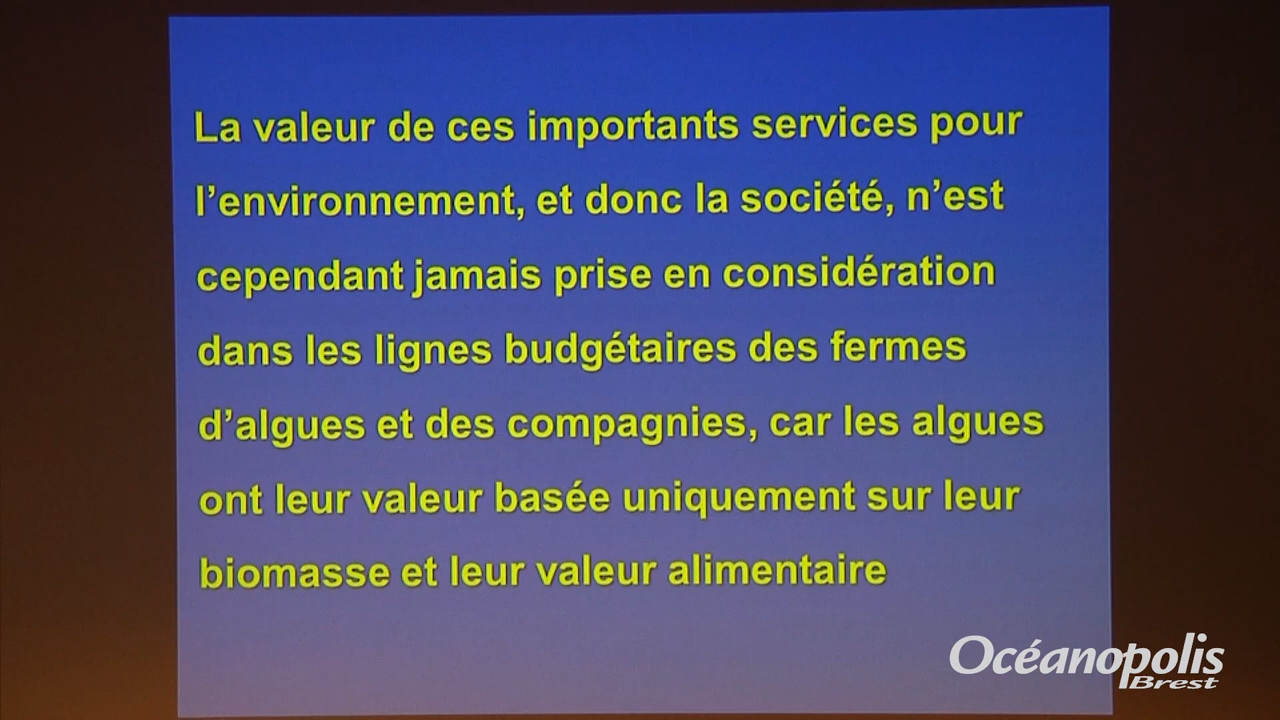 La valeur de ces importants services pour
l’environnement, et donc la société, n’est
cependant jamais prise en considération
dans les lignes budgétaires des fermes
d’algues et des compagnies, car les algues
ont leur valeur basée uniquement sur leur
biomasse et leur valeur alimentaire
Océanopolis
Brest